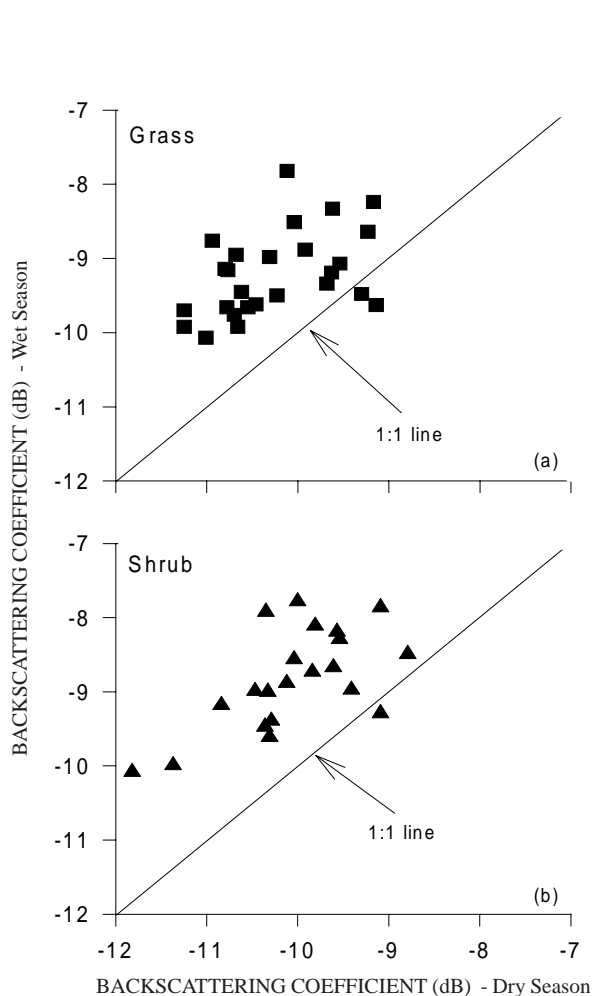 -7
Grass
-8
-9
-10
-11
1:1 line
(a)
-12
-7
Shrub
-8
-9
-10
-11
1:1 line
(b)
-12
-12 -11 -10 -9 -8 -7
BACKSCATTERING COEFFICIENT (dB) - Dry Season
BACKSCATTERING COEFFICIENT (dB) - Wet Season